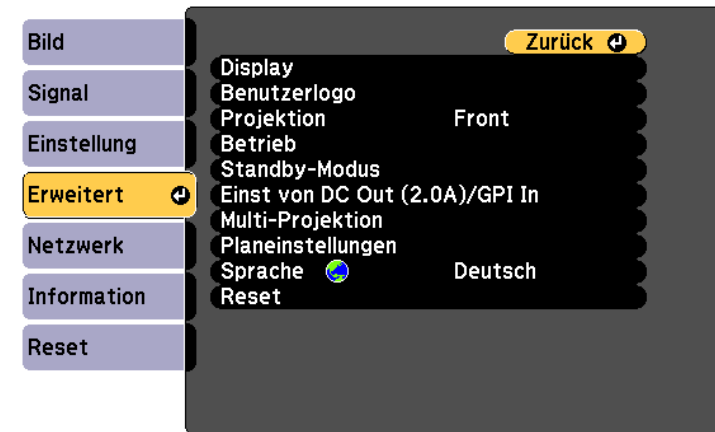 Bild
Signal
Einstellung
Erweitert
Netzwerk
Information
Reset
Zurück
Display
Benutzerlogo
Projektion Front
Betrieb
Standby-Modus
Einst von DC Out (2.0A)/GPI In
Multi-Projektion
Planeinstellungen
Sprache Deutsch
Reset